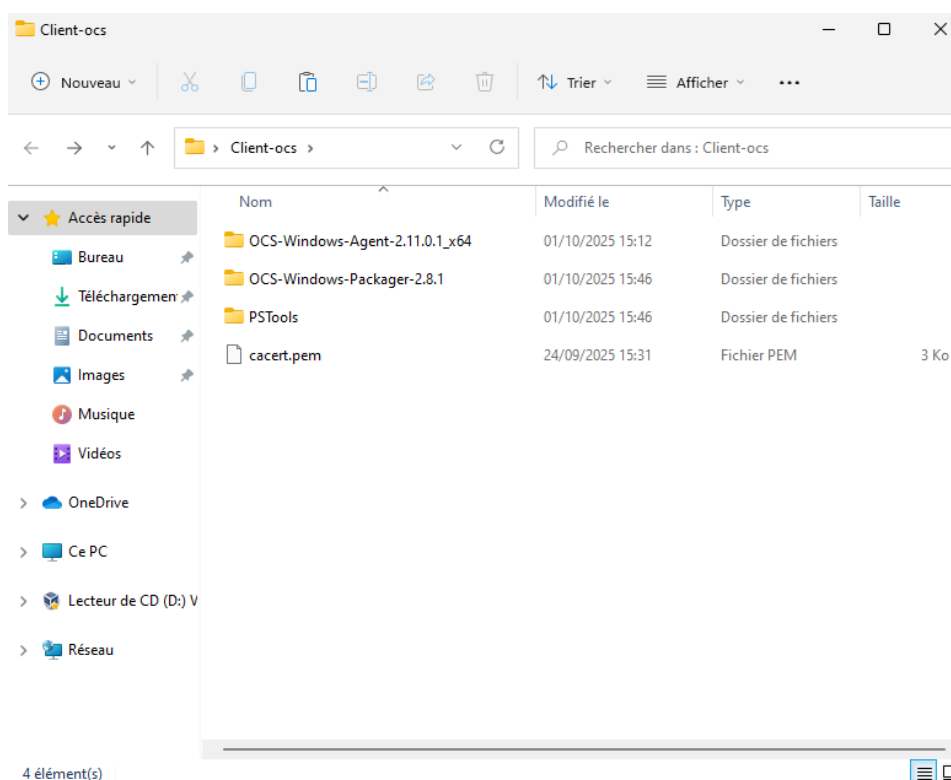 Client-ocs
Nouveau Trier Afficher
Client-ocs Rechercher dans : Client-ocs
Nom Modifié le Type Taille
Accès rapide
Bureau
Téléchargemen
Documents
Images
Musique
Vidéos
OneDrive
Ce PC
Lecteur de CD (D:) V
Réseau
OCS-Windows-Agent-2.11.0.1_x64 01/10/2025 15:12 Dossier de fichiers
OCS-Windows-Packager-2.8.1 01/10/2025 15:46 Dossier de fichiers
PSTools 01/10/2025 15:46 Dossier de fichiers
cacert.pem 24/09/2025 15:31 Fichier PEM 3 Ko
4 élément(s)